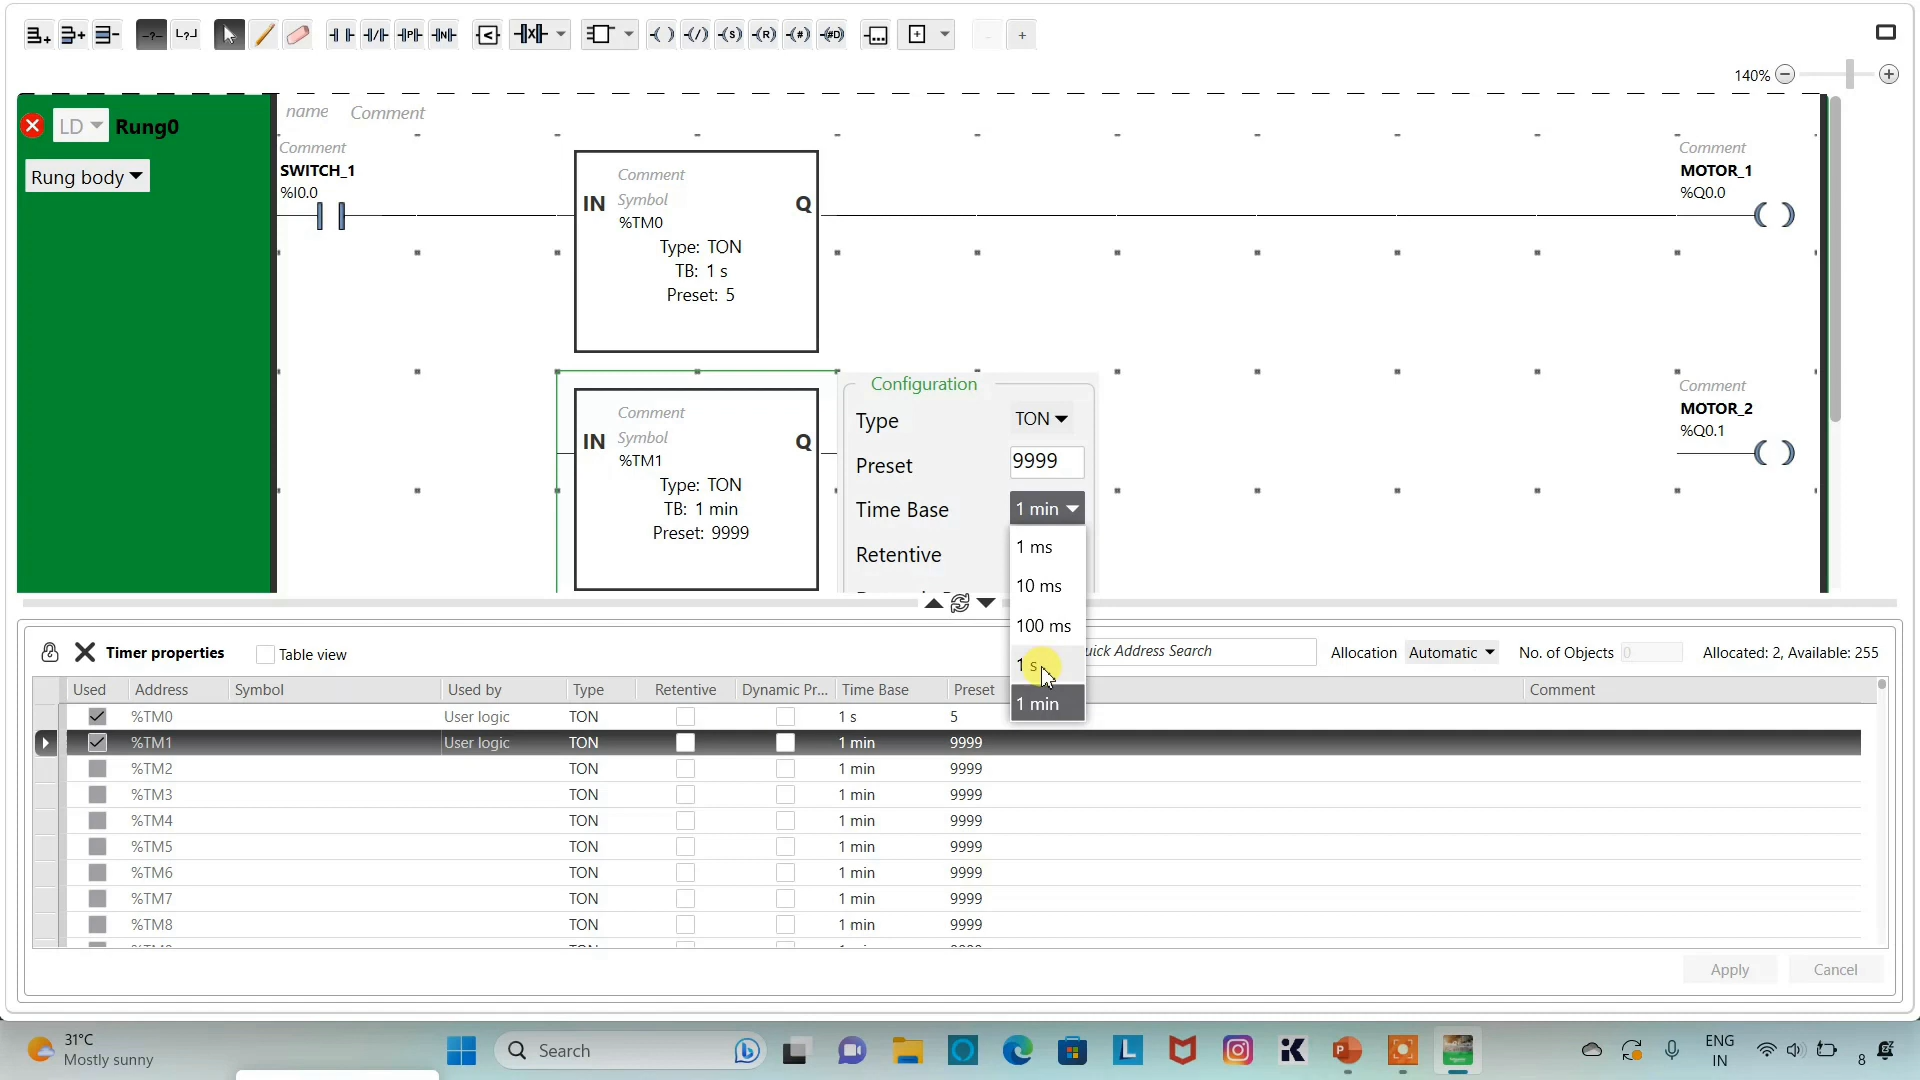 140%
LD
Rung0
name Comment
Rung body
Comment
SWITCH_1
%I0.0
Comment
Symbol
IN
Q
%TM0
Type: TON
TB: 1 s
Preset: 5
Comment
MOTOR_1
%Q0.0
Comment
Symbol
IN
Q
%TM1
Type: TON
TB: 1 min
Preset: 9999
Configuration
Type TON
Preset 9999
Time Base 1 min
Retentive
1 ms
10 ms
100 ms
1 s
1 min
Comment
MOTOR_2
%Q0.1
Timer properties Table view
Address Search Allocation Automatic No. of Objects 0 Allocated: 2, Available: 255
Used Address Symbol Used by Type Retentive Dynamic Pr... Time Base Preset Comment
%TM0 User logic TON 1 s 5
%TM1 User logic TON 1 min 9999
%TM2 TON 1 min 9999
%TM3 TON 1 min 9999
%TM4 TON 1 min 9999
%TM5 TON 1 min 9999
%TM6 TON 1 min 9999
%TM7 TON 1 min 9999
%TM8 TON 1 min 9999
Apply Cancel
31°C
Mostly sunny
Search
ENG
IN
8